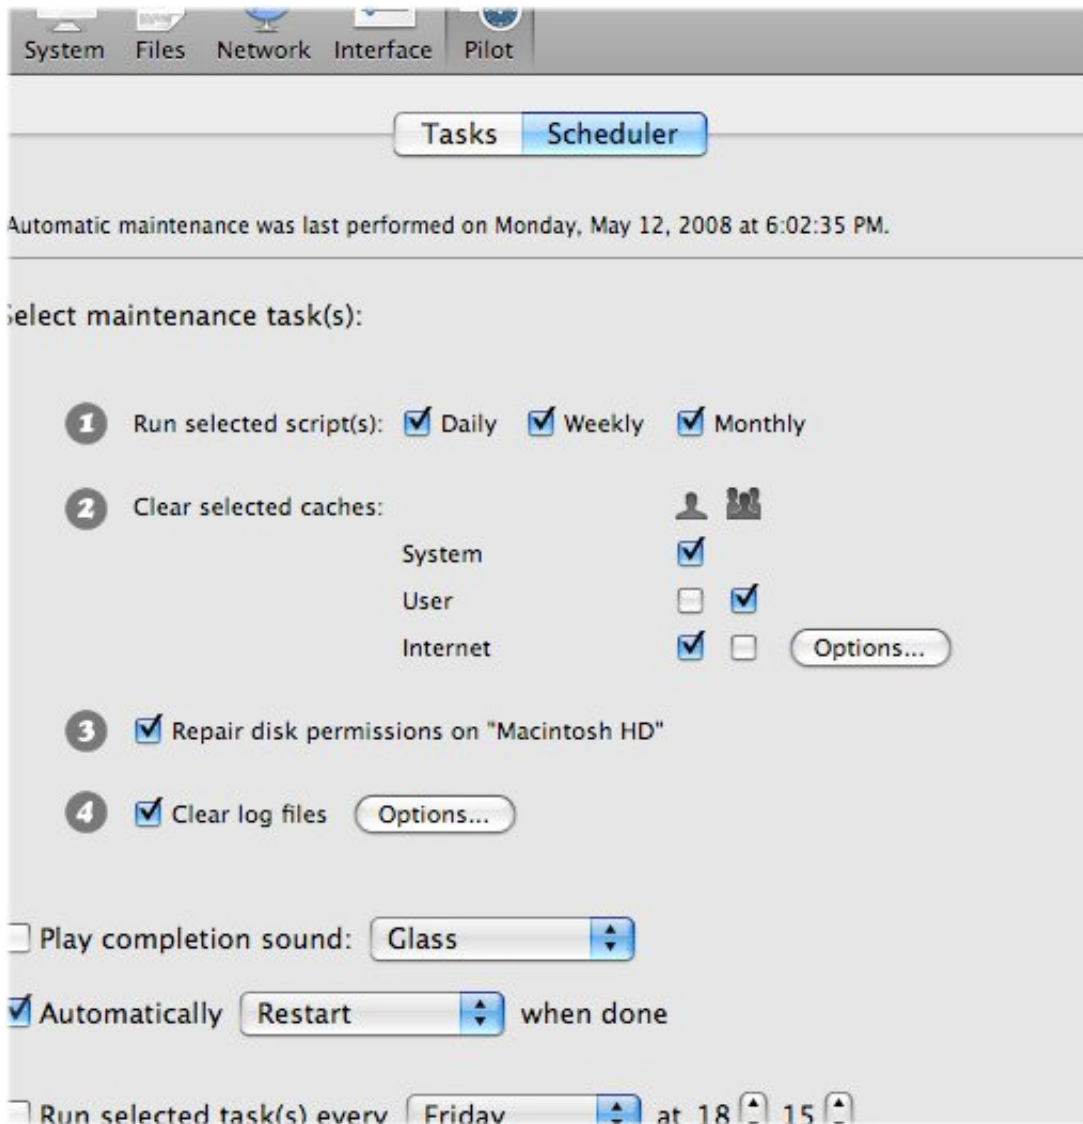 System Files Network Interface Pilot
Tasks Scheduler
Automatic maintenance was last performed on Monday, May 12, 2008 at 6:02:35 PM.
Select maintenance task(s):
1 Run selected script(s): Daily Weekly Monthly
2 Clear selected caches:
System
User
Internet Options...
3 Repair disk permissions on "Macintosh HD"
4 Clear log files Options...
Play completion sound: Glass
Automatically Restart when done
Run selected task(s) every Friday at 18 15